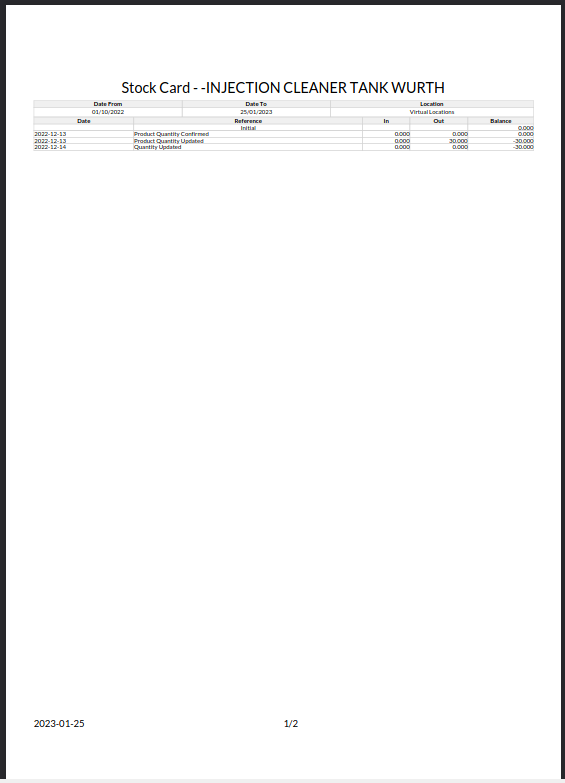 Stock Card - -INJECTION CLEANER TANK WURTH
Date From Date To Location
01/10/2022 25/01/2023 Virtual Locations
Date Reference In Out Balance
Initial 0.000
2022-12-13 Product Quantity Confirmed 0.000 0.000 0.000
2022-12-13 Product Quantity Updated 0.000 30.000 -30.000
2022-12-14 Quantity Updated 0.000 0.000 -30.000
2023-01-25 1/2